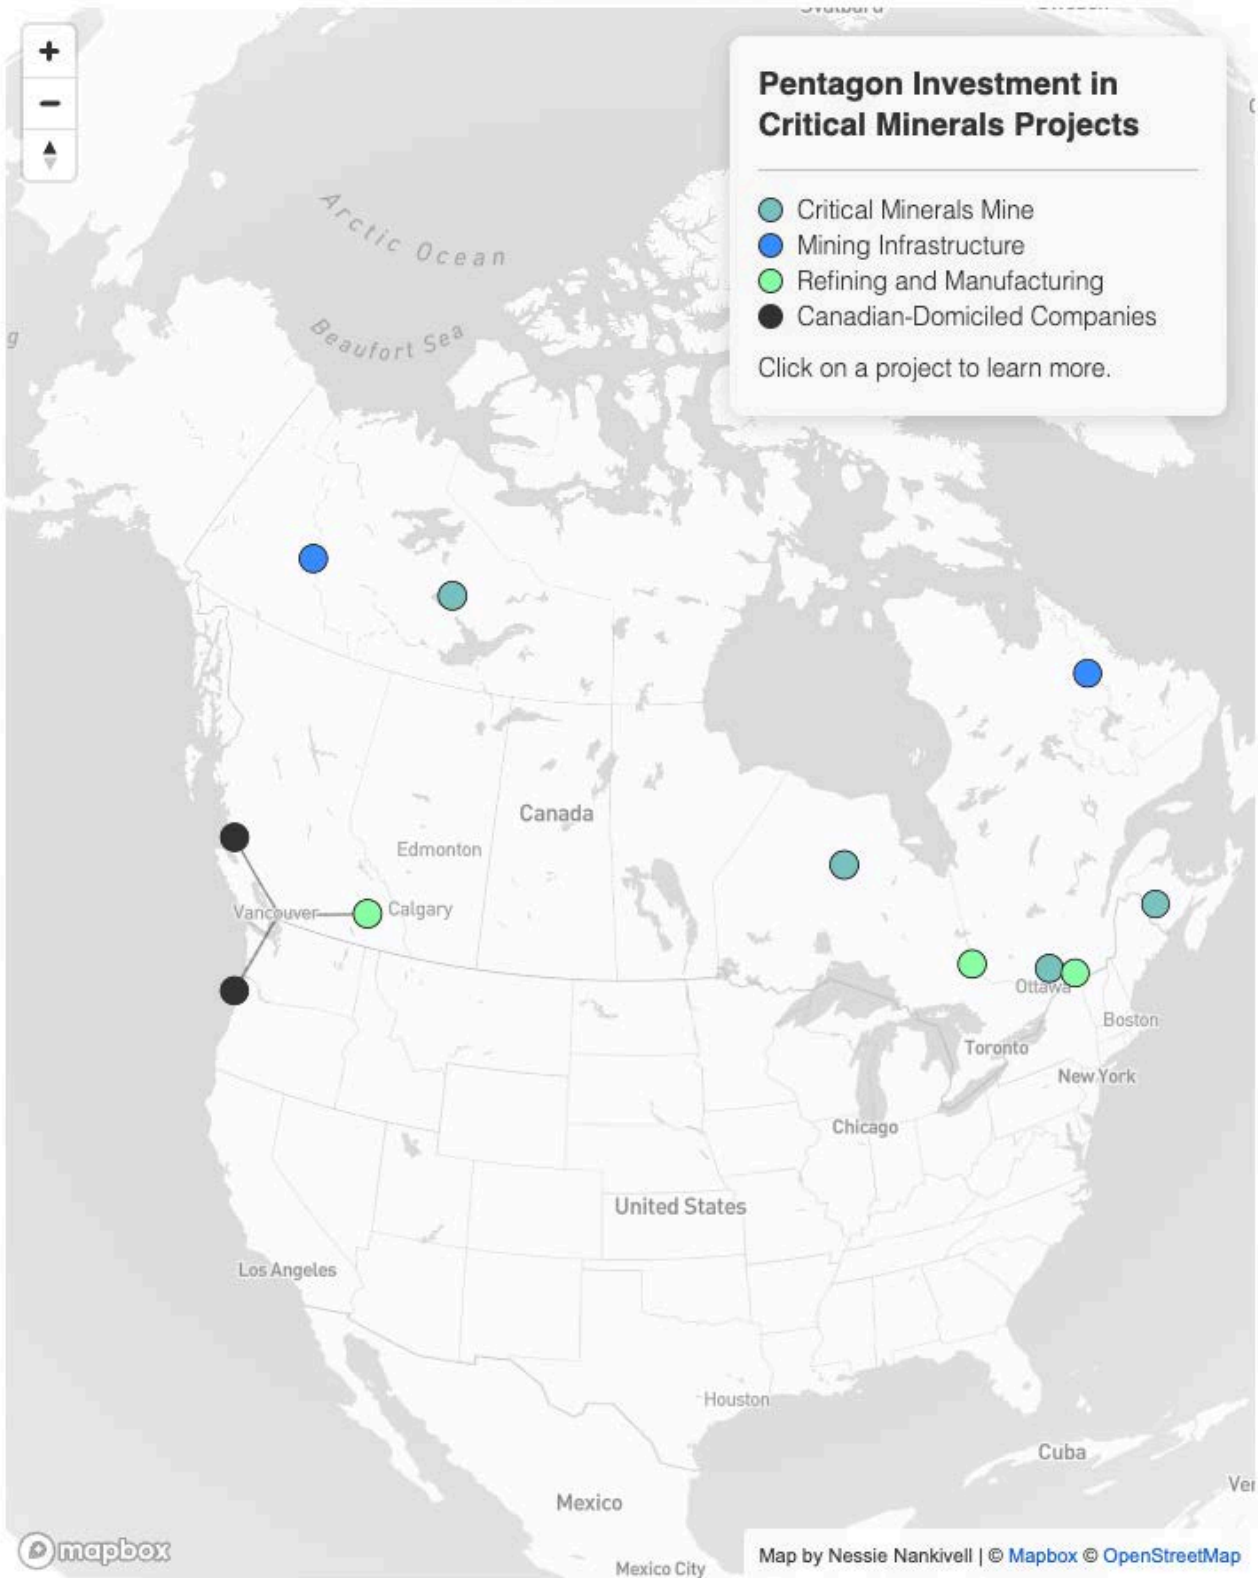 Svalbard
+
Pentagon Investment in
Critical Minerals Projects
−
Critical Minerals Mine
Mining Infrastructure
Refining and Manufacturing
Canadian-Domiciled Companies
Click on a project to learn more.
Arctic Ocean
Beaufort Sea
Canada
Edmonton
Vancouver
Calgary
Ottawa
Boston
Toronto
New York
Chicago
United States
Los Angeles
Houston
Cuba
Mexico
Mexico City
mapbox
Map by Nessie Nankivell | © Mapbox © OpenStreetMap